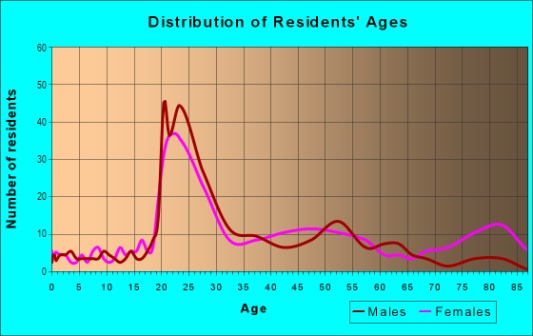 Distribution of Residents' Ages
Number of residents
60
50
40
30
20
10
0
0 5 10 15 20 25 30 35 40 45 50 55 60 65 70 75 80 85
Age
Males Females